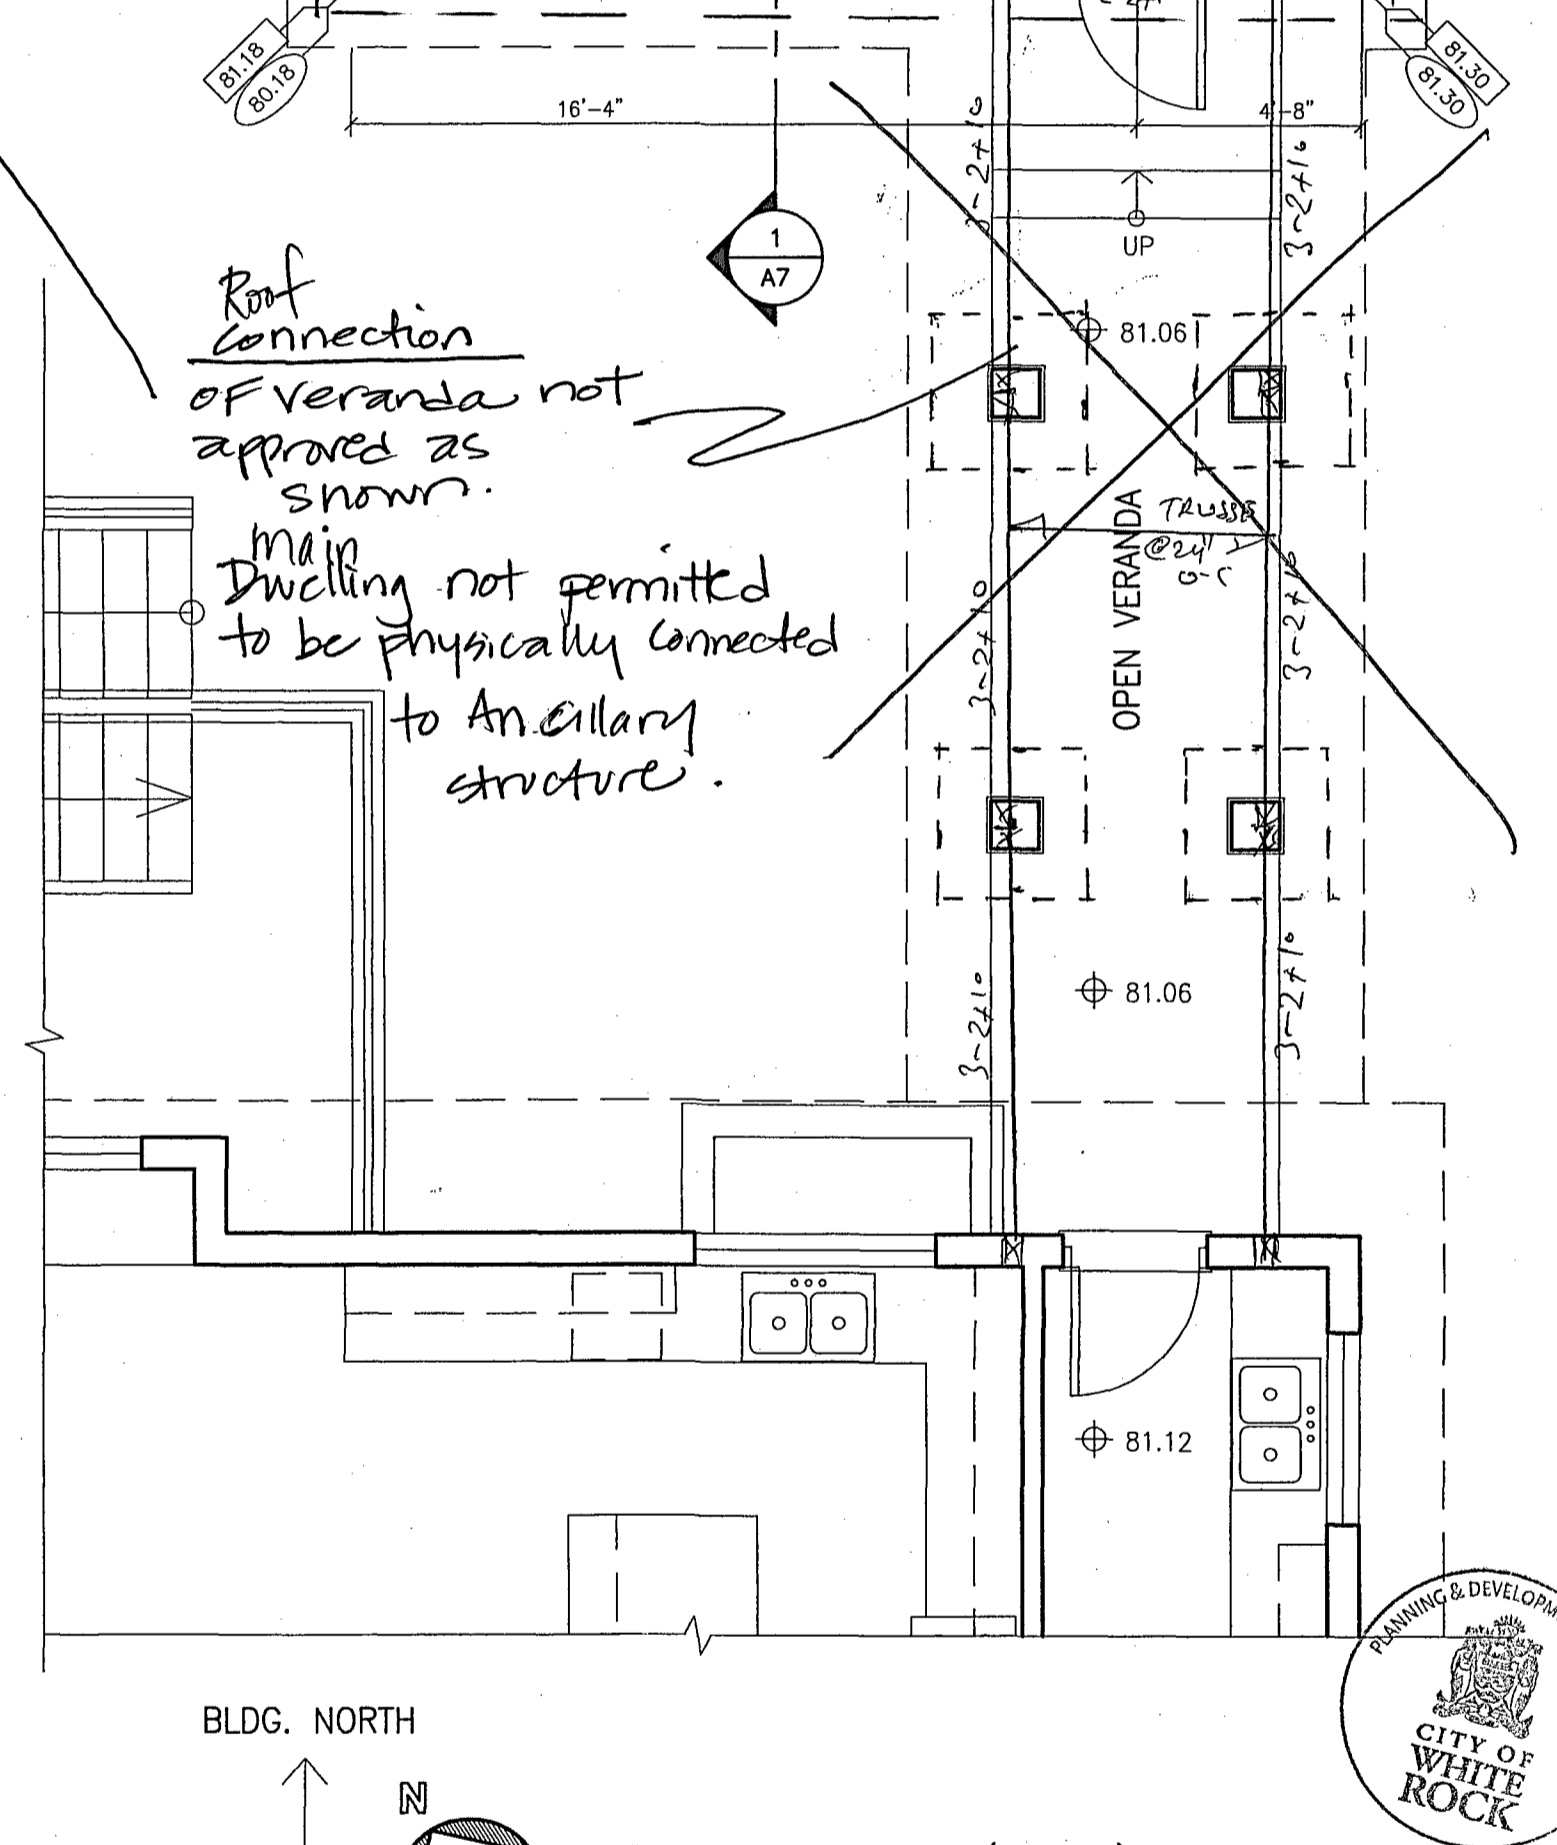 81.18
80.18
16'-4"
4'-8"
81.30
81.30
3-2x10
3-2x10
1
A7
UP
81.06
Roof
connection
OF veranda not
approved as
shown.
main
Dwelling not permitted
to be physically connected
to Ancillary
structure.
TRUSSES
@24"
O-C
OPEN VERANDA
3-2x10
3-2x10
81.06
3-2x10
3-2x10
81.12
BLDG. NORTH
N
PLANNING & DEVELOPM
CITY OF
WHITE
ROCK